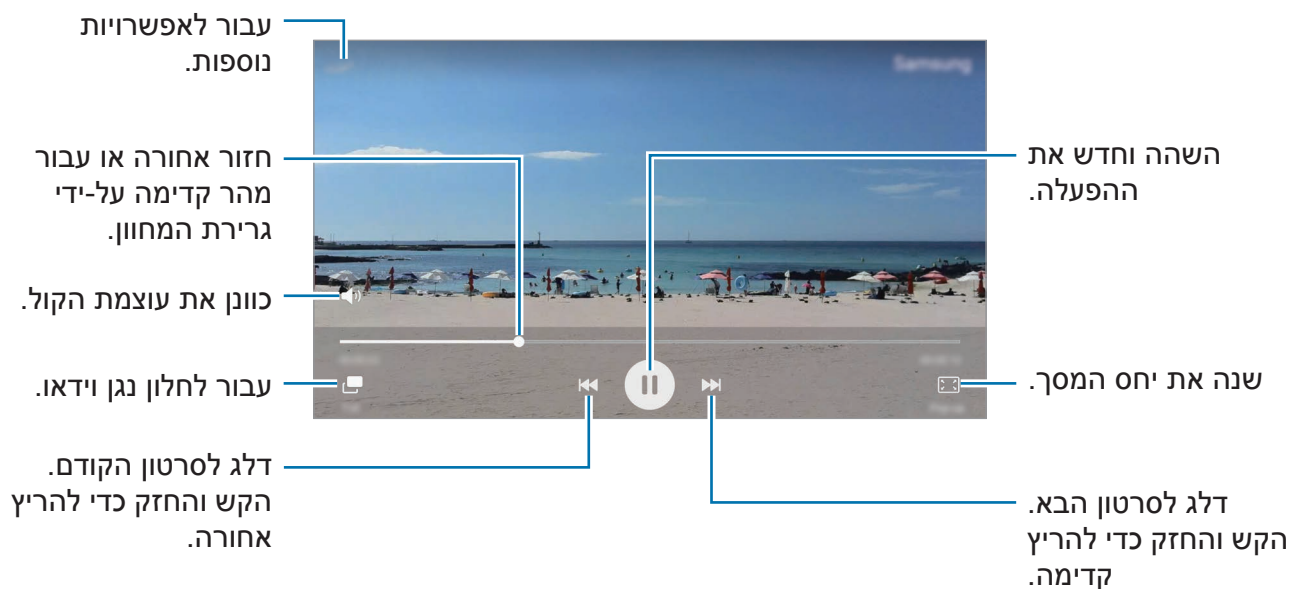 עבור לאפשרויות
נוספות.
Samsung
חזור אחורה או עבור
מהר קדימה על-ידי
גרירת המחוון.
השהה וחדש את
ההפעלה.
כוונן את עוצמת הקול.
עבור לחלון נגן וידאו.
שנה את יחס המסך.
דלג לסרטון הקודם.
הקש והחזק כדי להריץ
אחורה.
דלג לסרטון הבא.
הקש והחזק כדי להריץ
קדימה.